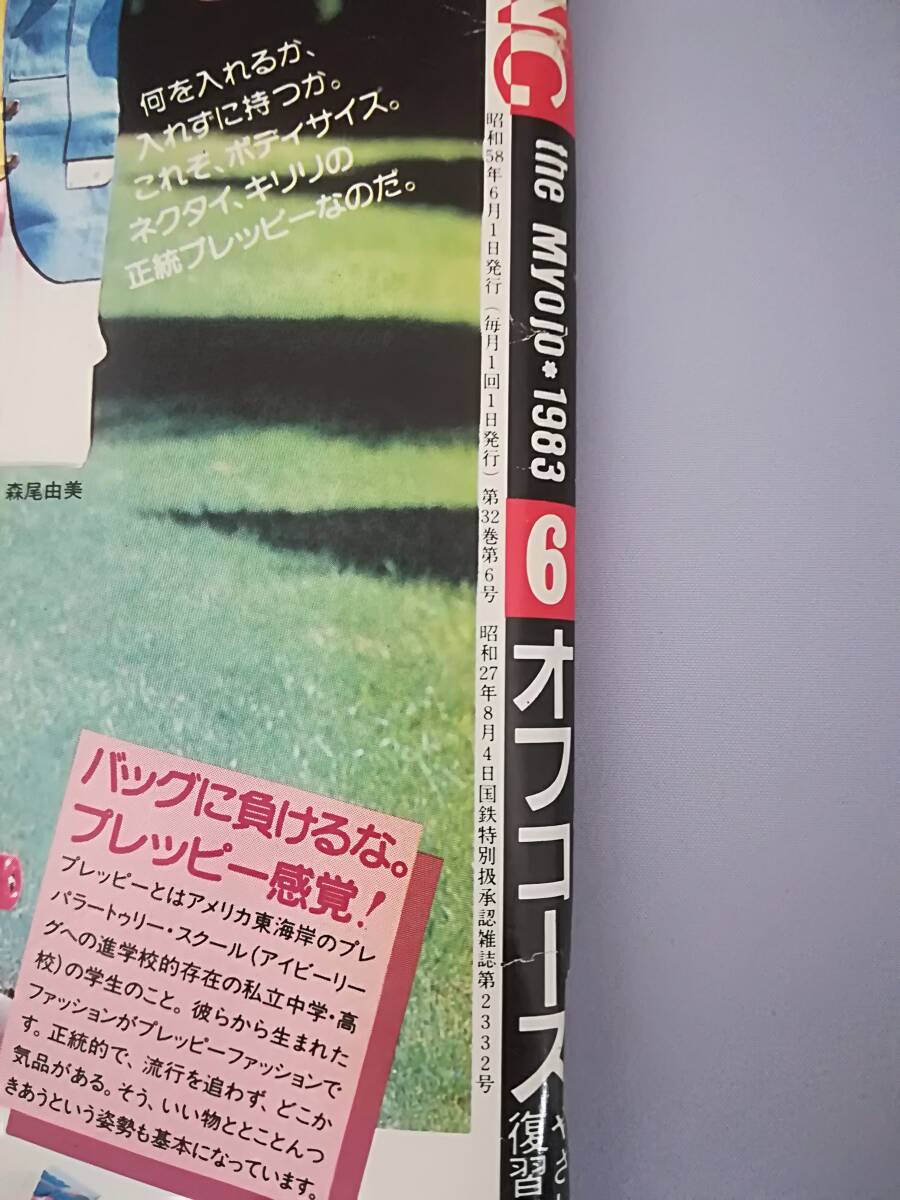 何を入れるか、
入れずに持つか。
これぞ、ボディサイズ。
ネクタイ、キリリの
正統プレッピーなのだ。
森尾由美
バッグに負けるな。
プレッピー感覚!
プレッピーとはアメリカ東海岸のプレ
パラートゥリー・スクール(アイビーリー
グへの進学校的存在の私立中学・高
校)の学生のこと。彼らから生まれた
ファッションがプレッピーファッションで
す。正統的で、流行を追わず、どこか
気品がある。そう、いい物ととことんつ
きあうという姿勢も基本になっています。
昭和58年6月1日発行(毎月1回1日発行)第32巻第6号 昭和27年8月4日国鉄特別扱承認雑誌第2332号
the Myojo*1983
6
オフコース
復習